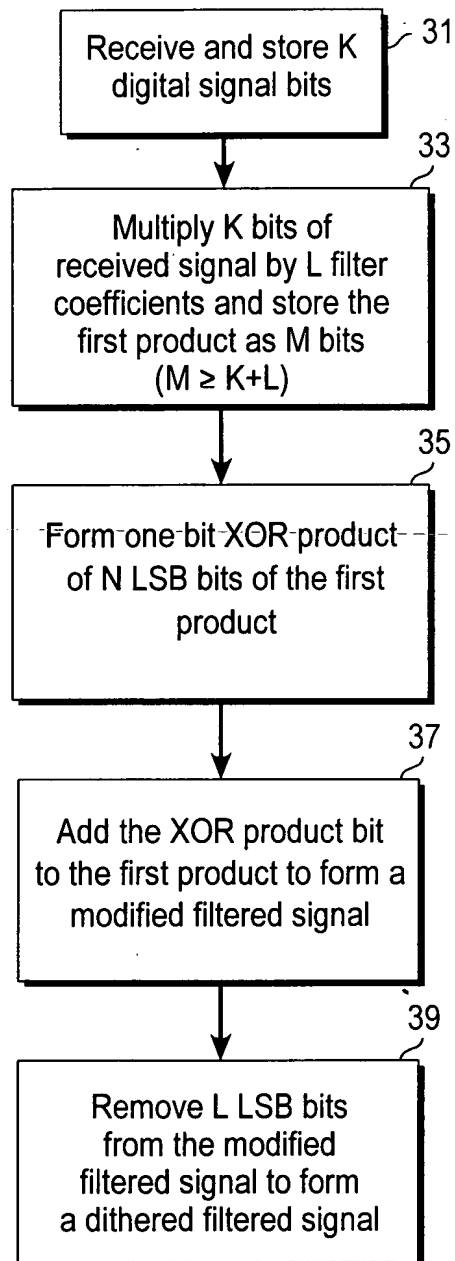 31
Receive and store K
digital signal bits
33
Multiply K bits of
received signal by L filter
coefficients and store the
first product as M bits
(M ≥ K+L)
35
Form one bit XOR product
of N LSB bits of the first
product
37
Add the XOR product bit
to the first product to form a
modified filtered signal
39
Remove L LSB bits
from the modified
filtered signal to form
a dithered filtered signal